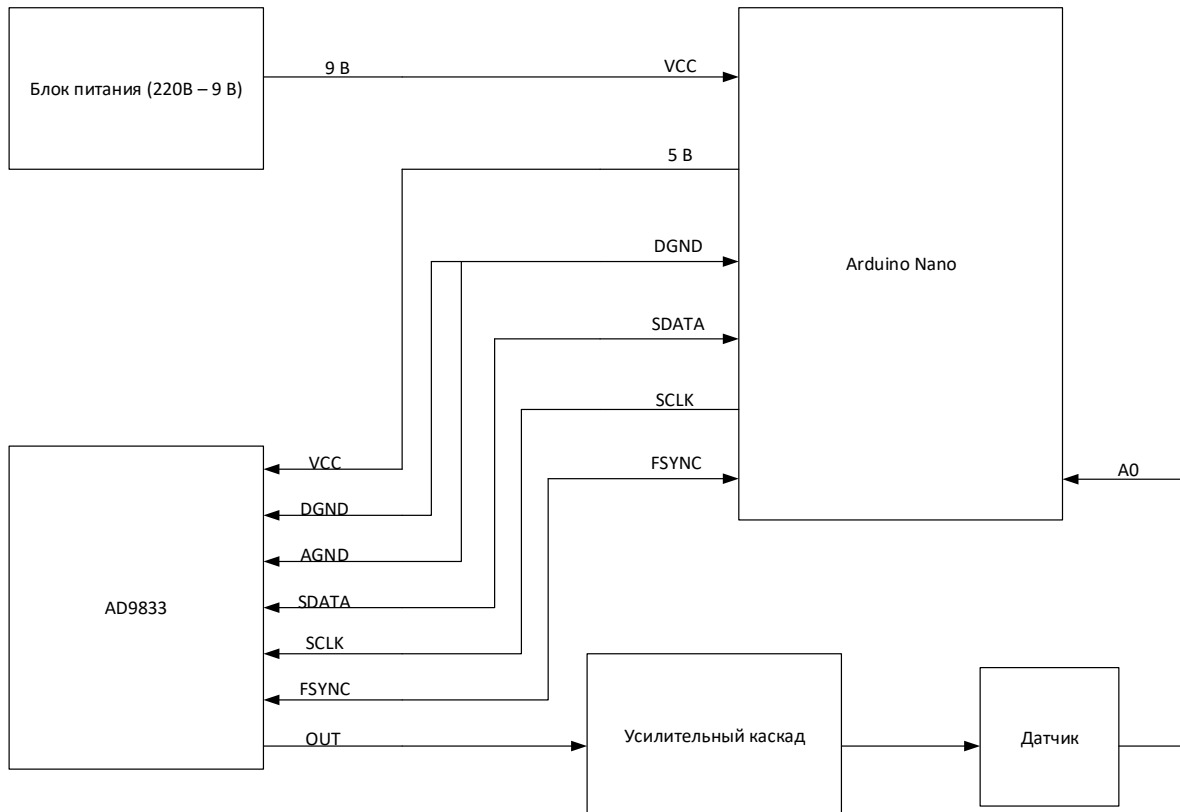 Блок питания (220В – 9 В)
9 В
VCC
5 В
DGND
Arduino Nano
SDATA
SCLK
FSYNC
A0
VCC
DGND
AGND
AD9833
SDATA
SCLK
FSYNC
OUT
Усилительный каскад
Датчик